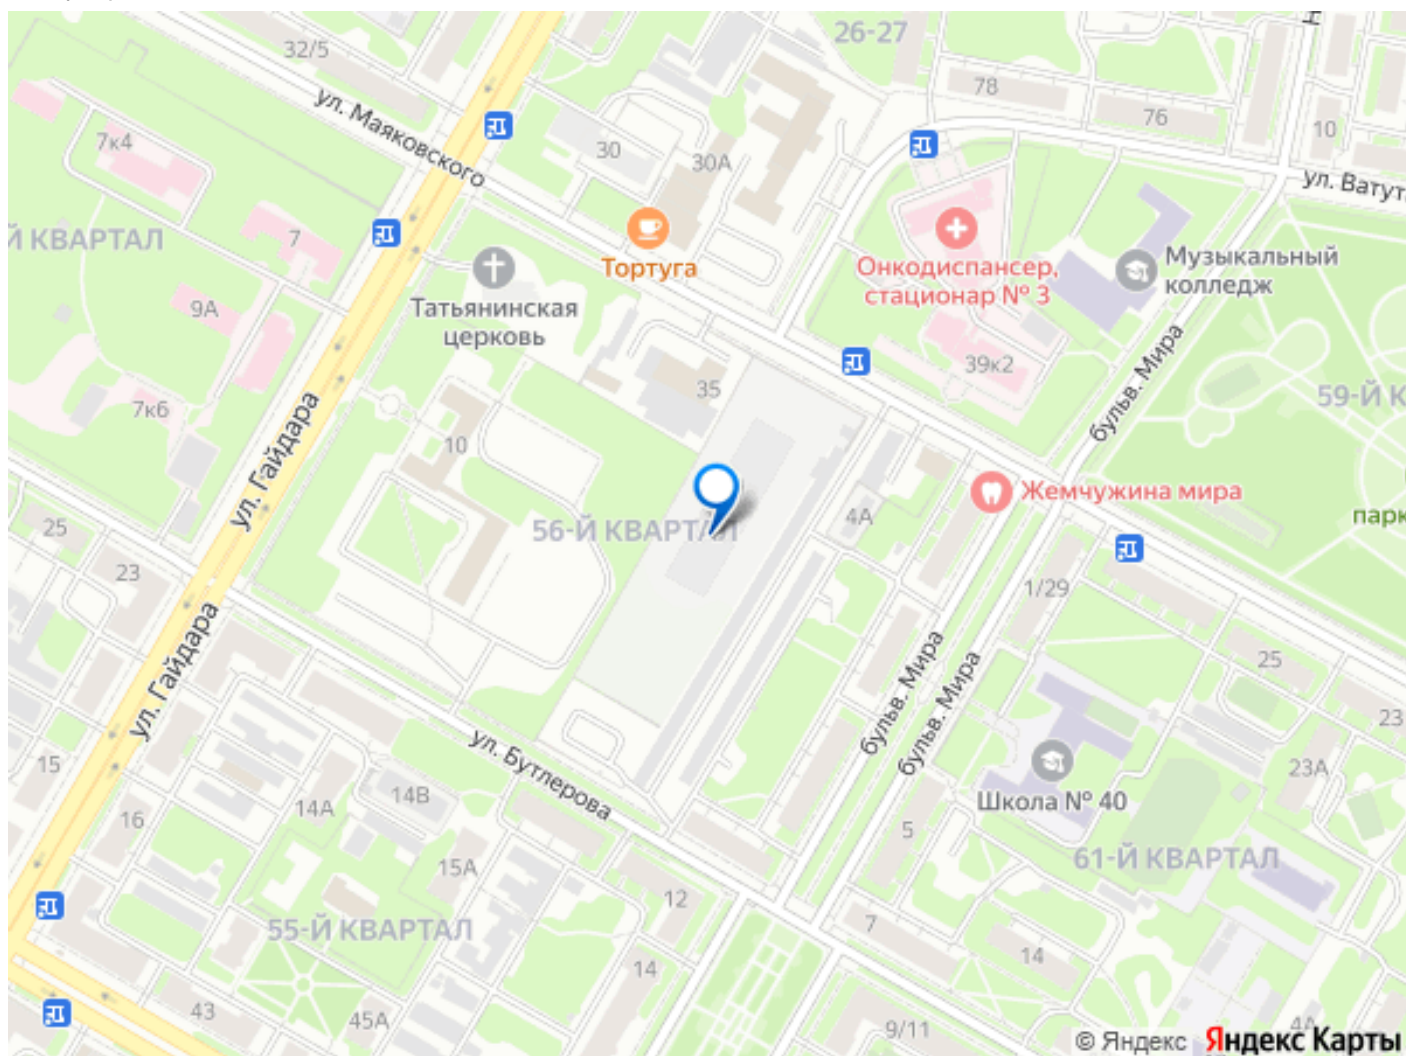 26-27
32/5
78
ул. Маяковского
76
10
7к4
30
30А
ул. Ватут
Й КВАРТАЛ
7
Музыкальный
колледж
Тортуга
Онкодиспансер,
стационар № 3
9А
Татьянинская
церковь
бульв. Мира
39к2
35
59-Й К
7к6
ул. Гайдара
10
Жемчужина мира
4А
парк
25
56-Й КВАРТАЛ
23
1/29
ул. Гайдара
бульв. Мира
бульв. Мира
25
23
ул. Бутлерова
15
23А
14А
14В
Школа № 40
16
5
61-Й КВАРТАЛ
15А
12
55-Й КВАРТАЛ
7
14
14
43
45А
9/11
4А
© Яндекс Яндекс Карты